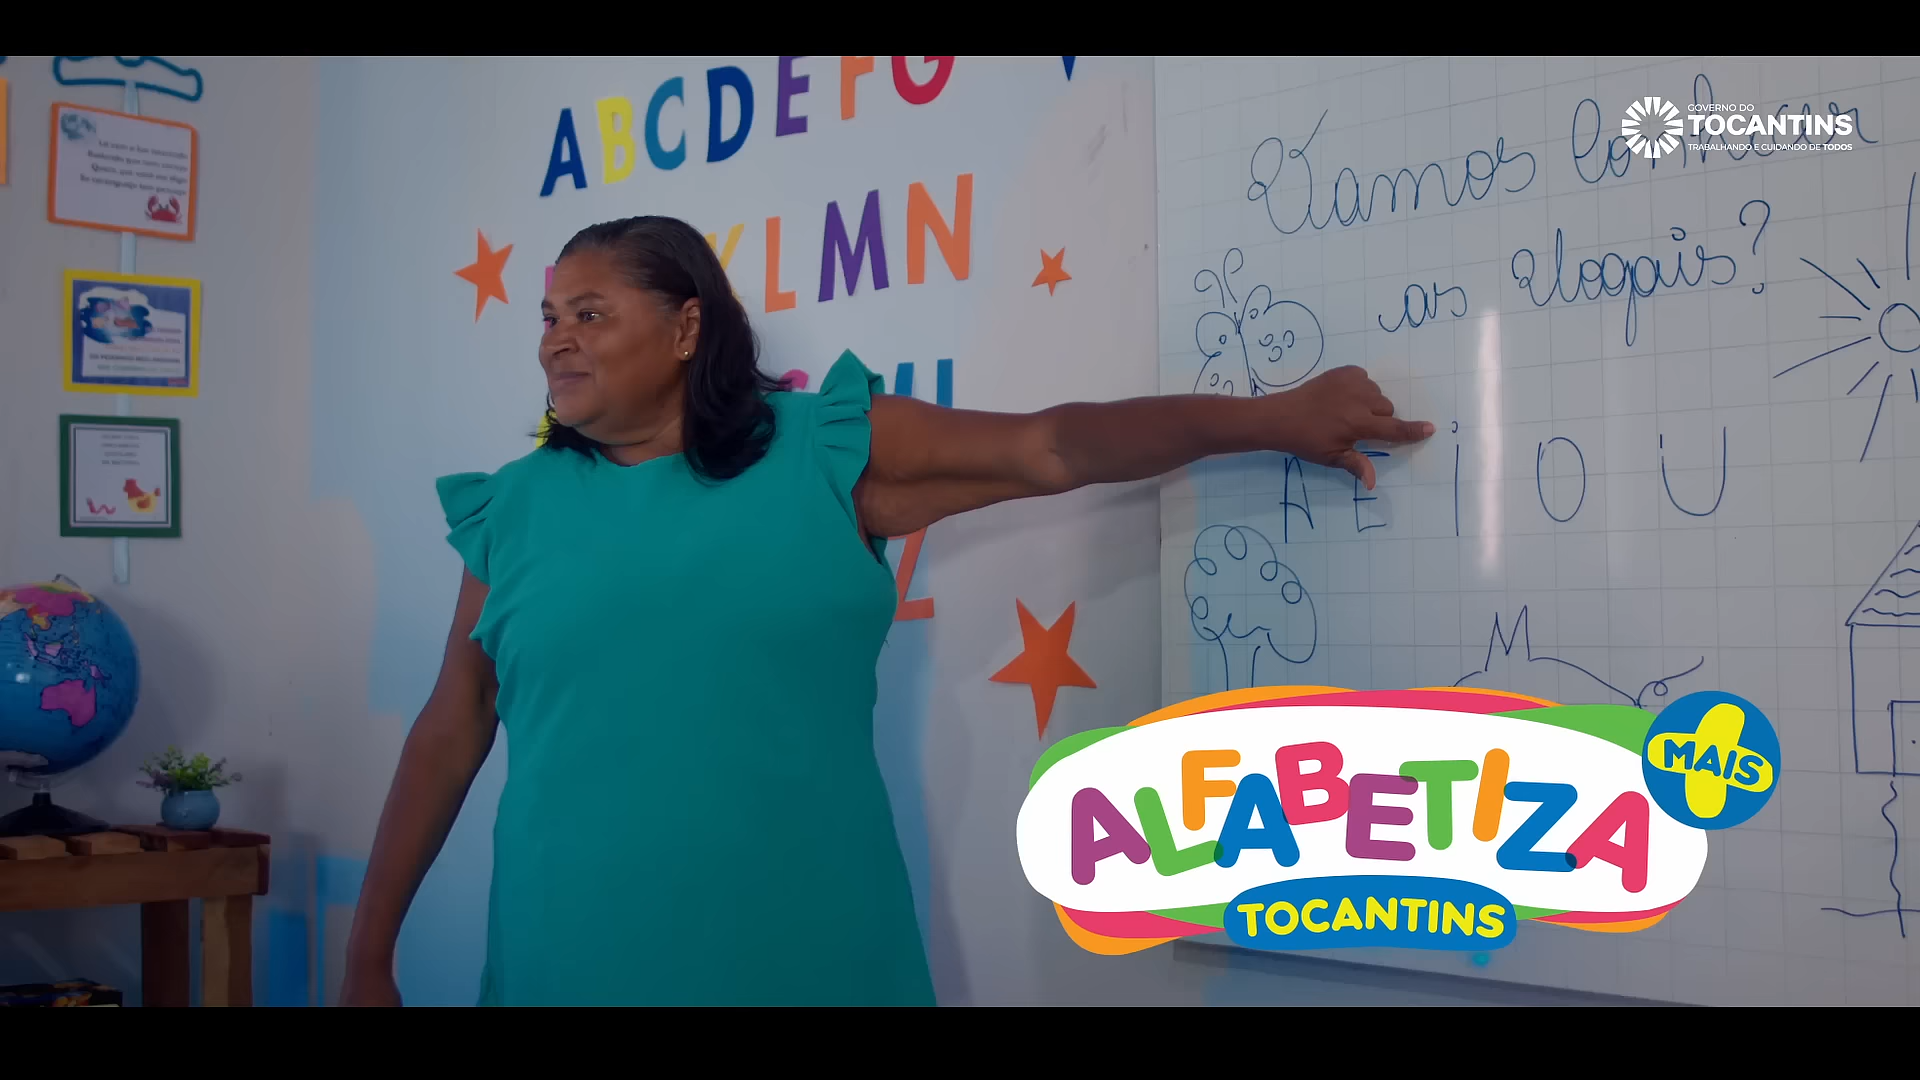 ABCDEFG
GOVERNO DO
TOCANTINS
TRABALHANDO E CUIDANDO DE TODOS
Vamos Conhecer
as Vogais?
LMN
A E i O U
Z
MAIS
ALFABETIZA
TOCANTINS